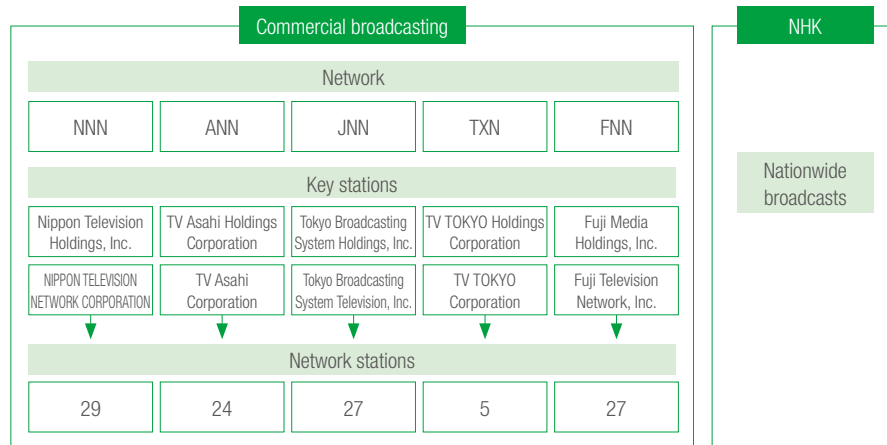 Commercial broadcasting
NHK
Network
NNN
ANN
JNN
TXN
FNN
Nationwide
broadcasts
Key stations
Nippon Television
Holdings, Inc.
TV Asahi Holdings
Corporation
Tokyo Broadcasting
System Holdings, Inc.
TV TOKYO Holdings
Corporation
Fuji Media
Holdings, Inc.
NIPPON TELEVISION
NETWORK CORPORATION
TV Asahi
Corporation
Tokyo Broadcasting
System Television, Inc.
TV TOKYO
Corporation
Fuji Television
Network, Inc.
Network stations
29
24
27
5
27